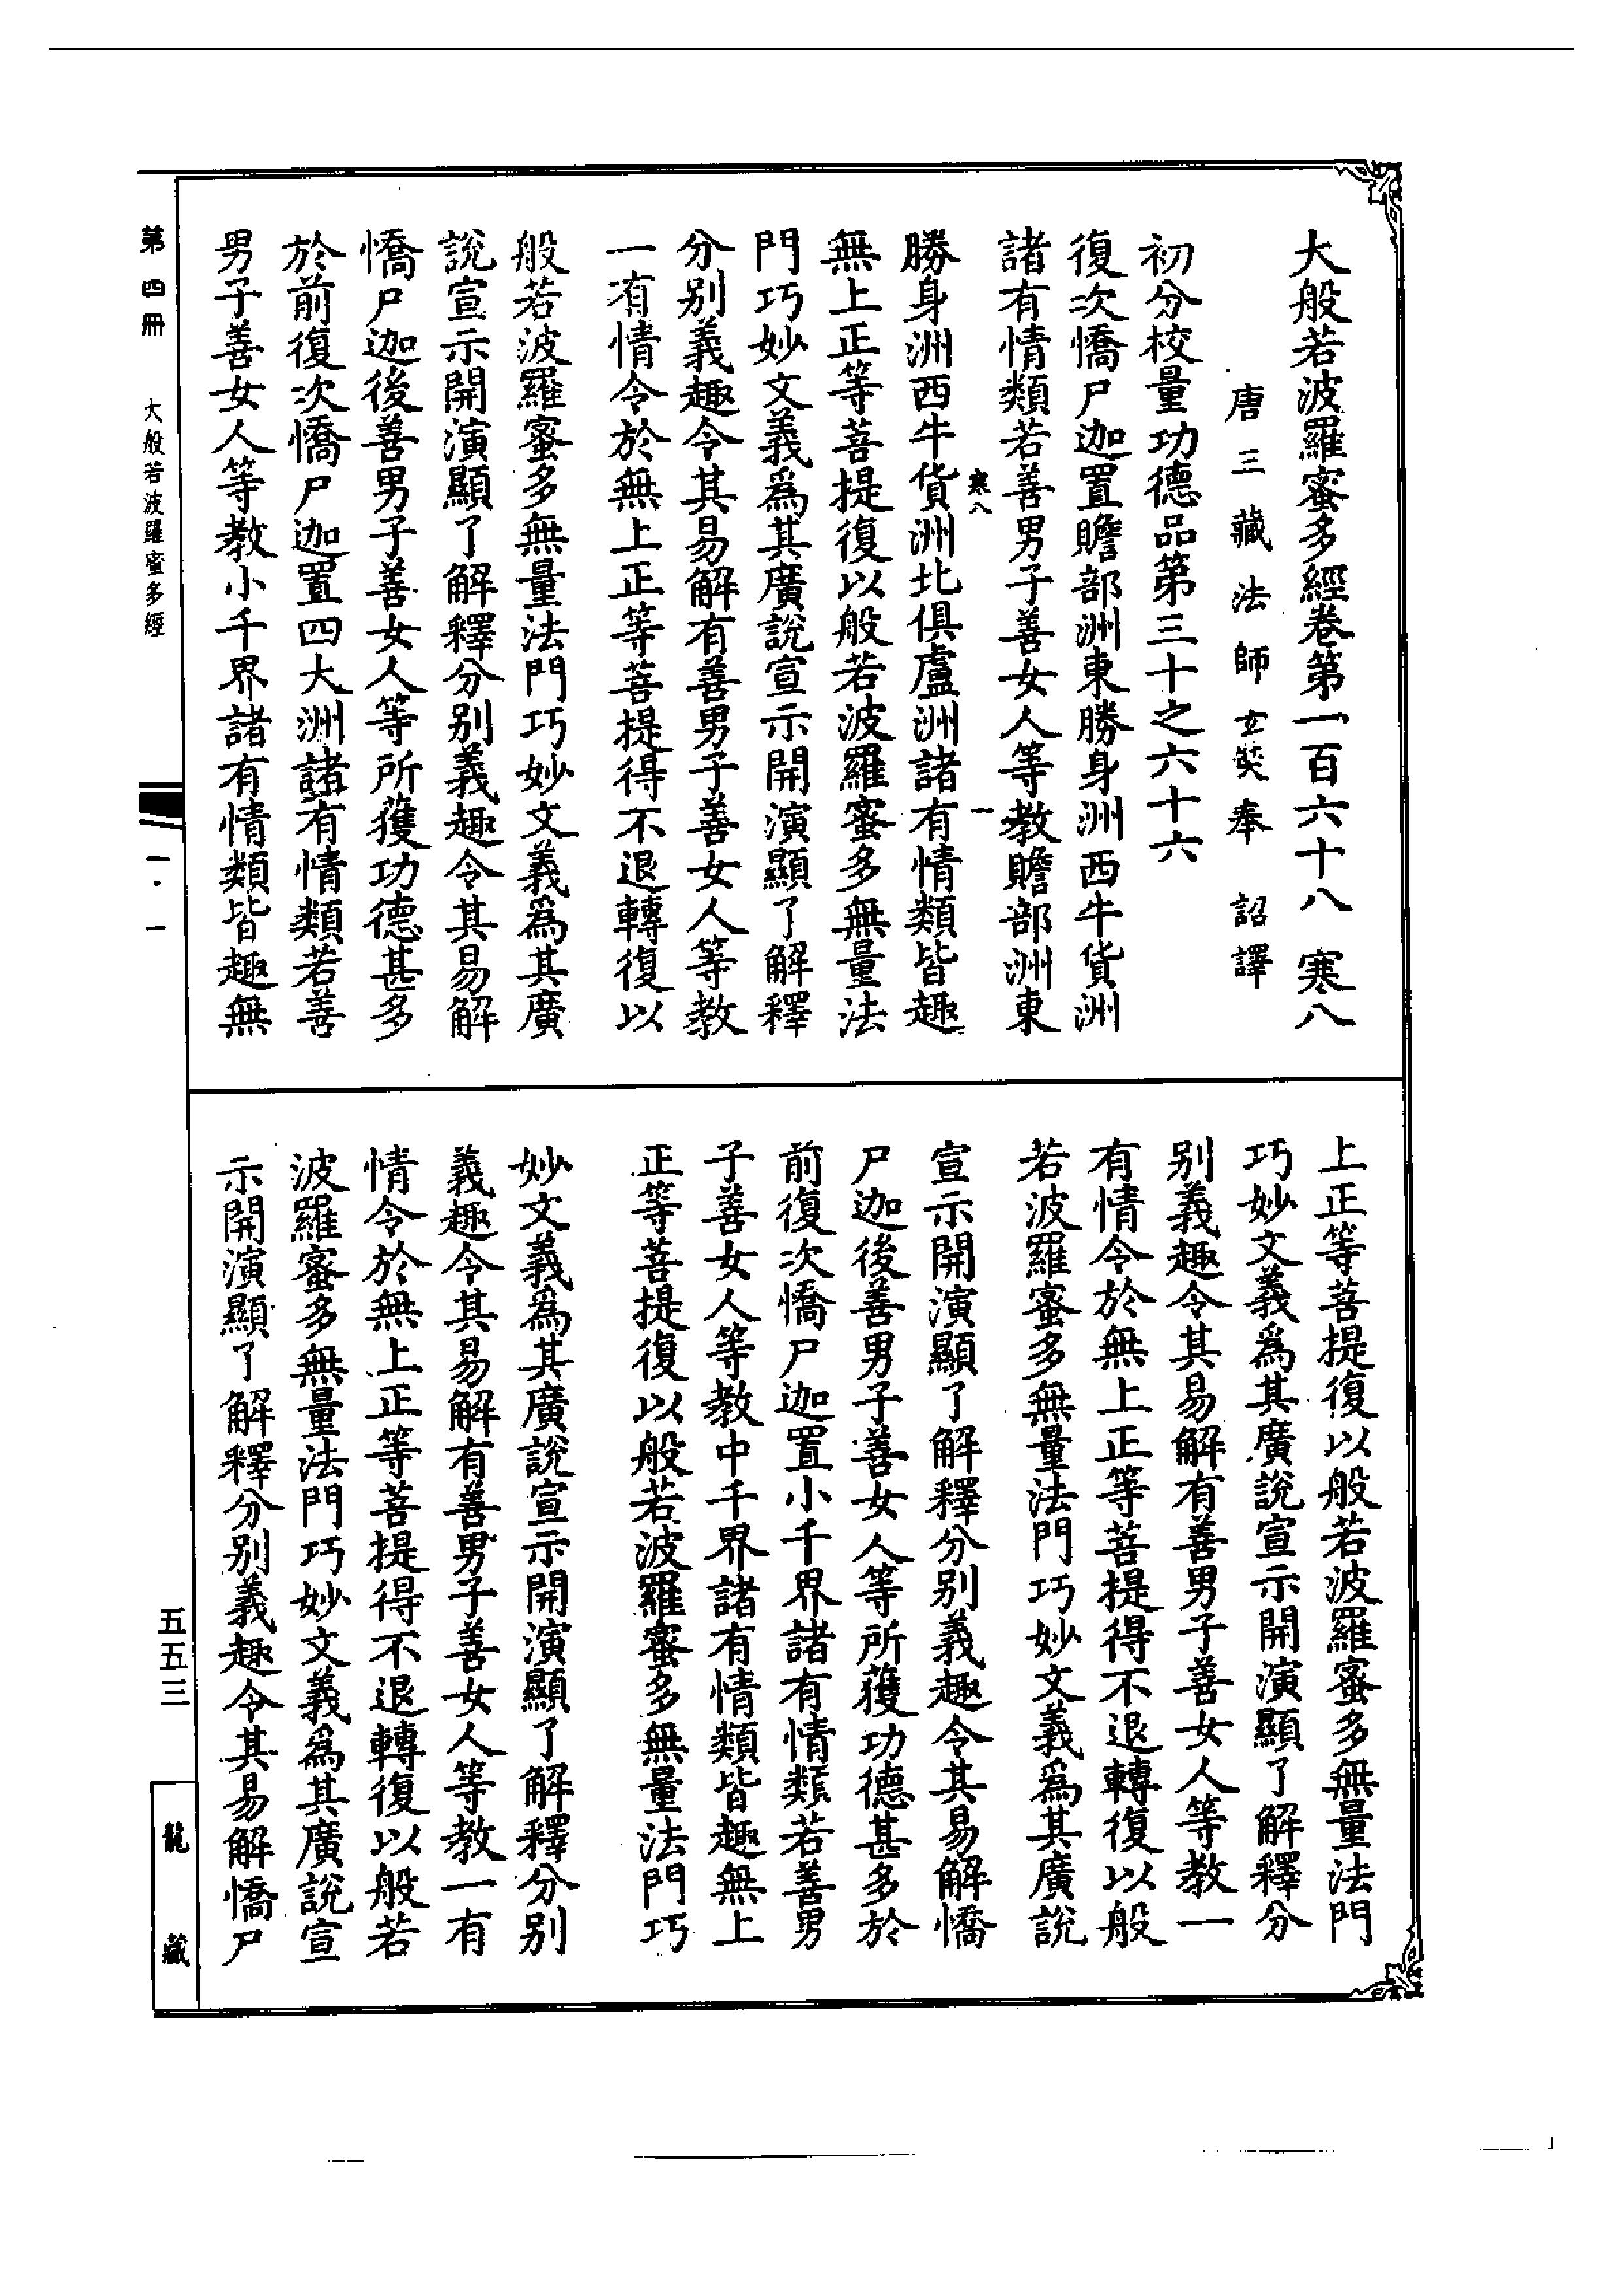 大般若波羅蜜多經卷第一百六十八　寒八
唐三藏法師玄奘奉　詔譯
初分校量功德品第三十之六十六
復次憍尸迦置贍部洲東勝身洲西牛貨洲
諸有情類若善男子善女人等教贍部洲東
寒八　一
勝身洲西牛貨洲北俱盧洲諸有情類皆趣
無上正等菩提復以般若波羅蜜多無量法
門巧妙文義為其廣說宣示開演顯了解釋
分別義趣令其易解有善男子善女人等教
一有情令於無上正等菩提得不退轉復以
般若波羅蜜多無量法門巧妙文義為其廣
說宣示開演顯了解釋分別義趣令其易解
憍尸迦後善男子善女人等所獲功德甚多
於前復次憍尸迦置四大洲諸有情類若善
男子善女人等教小千界諸有情類皆趣無
上正等菩提復以般若波羅蜜多無量法門
巧妙文義為其廣說宣示開演顯了解釋分
別義趣令其易解有善男子善女人等教一
有情令於無上正等菩提得不退轉復以般
若波羅蜜多無量法門巧妙文義為其廣說
宣示開演顯了解釋分別義趣令其易解憍
尸迦後善男子善女人等所獲功德甚多於
前復次憍尸迦置小千界諸有情類若善男
子善女人等教中千界諸有情類皆趣無上
正等菩提復以般若波羅蜜多無量法門巧
妙文義為其廣說宣示開演顯了解釋分別
義趣令其易解有善男子善女人等教一有
情令於無上正等菩提得不退轉復以般若
波羅蜜多無量法門巧妙文義為其廣說宣
示開演顯了解釋分別義趣令其易解憍尸
第四冊　大般若波羅蜜多經　一·一　五五三　龍藏